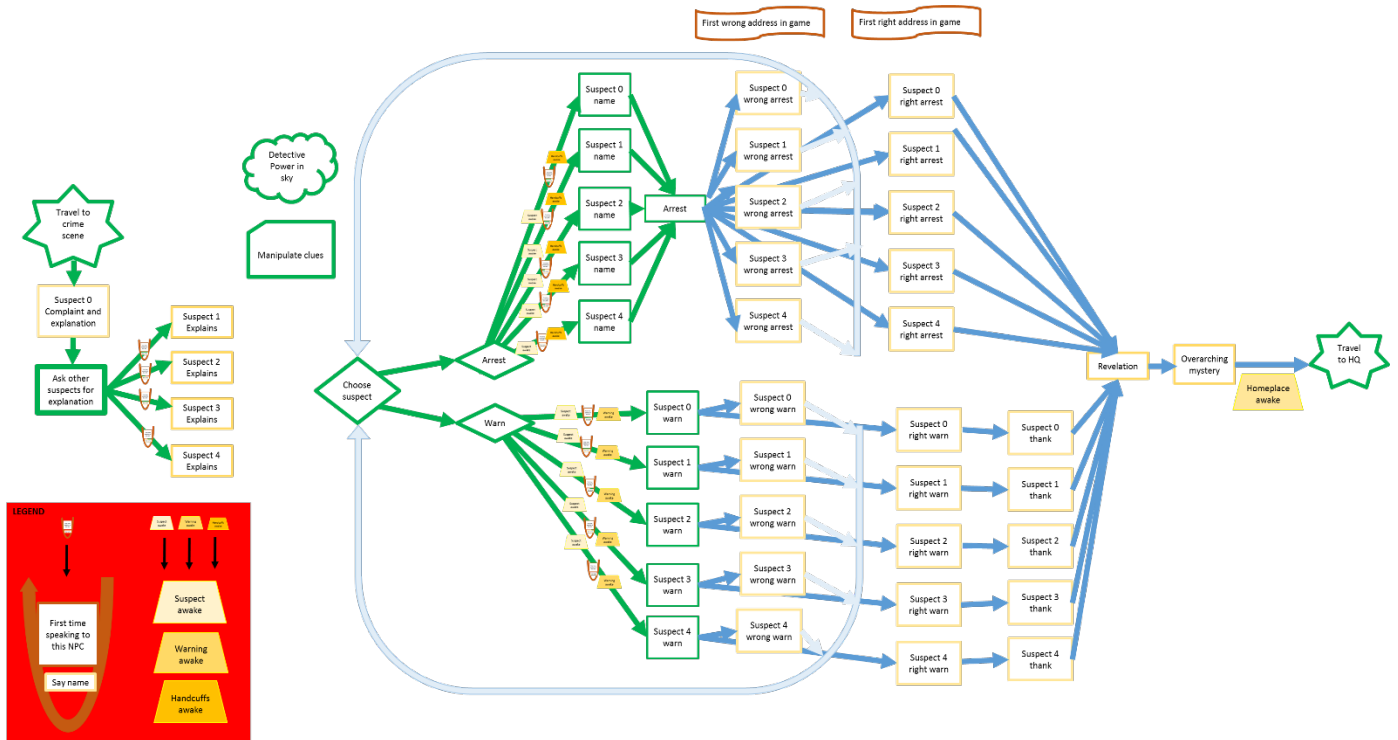 First wrong address in game
First right address in game
Detective
Power in
sky
Manipulate clues
Travel to
crime
scene
Suspect 0
Complaint and
explanation
Ask other
suspects for
explanation
Suspect 1
Explains
Suspect 2
Explains
Suspect 3
Explains
Suspect 4
Explains
Choose
suspect
Arrest
Warn
Suspect 0
name
Suspect 1
name
Suspect 2
name
Suspect 3
name
Suspect 4
name
Arrest
Suspect 0
wrong arrest
Suspect 1
wrong arrest
Suspect 2
wrong arrest
Suspect 3
wrong arrest
Suspect 4
wrong arrest
Suspect 0
right arrest
Suspect 1
right arrest
Suspect 2
right arrest
Suspect 3
right arrest
Suspect 4
right arrest
Suspect 0
warn
Suspect 1
warn
Suspect 2
warn
Suspect 3
warn
Suspect 4
warn
Suspect 0
wrong warn
Suspect 1
wrong warn
Suspect 2
wrong warn
Suspect 3
wrong warn
Suspect 4
wrong warn
Suspect 0
right warn
Suspect 1
right warn
Suspect 2
right warn
Suspect 3
right warn
Suspect 4
right warn
Suspect 0
thank
Suspect 1
thank
Suspect 2
thank
Suspect 3
thank
Suspect 4
thank
Revelation
Overarching
mystery
Homeplace
awake
Travel
to HQ
LEGEND
First time
speaking to
this NPC
Say name
Suspect
awake
Warning
awake
Handcuffs
awake